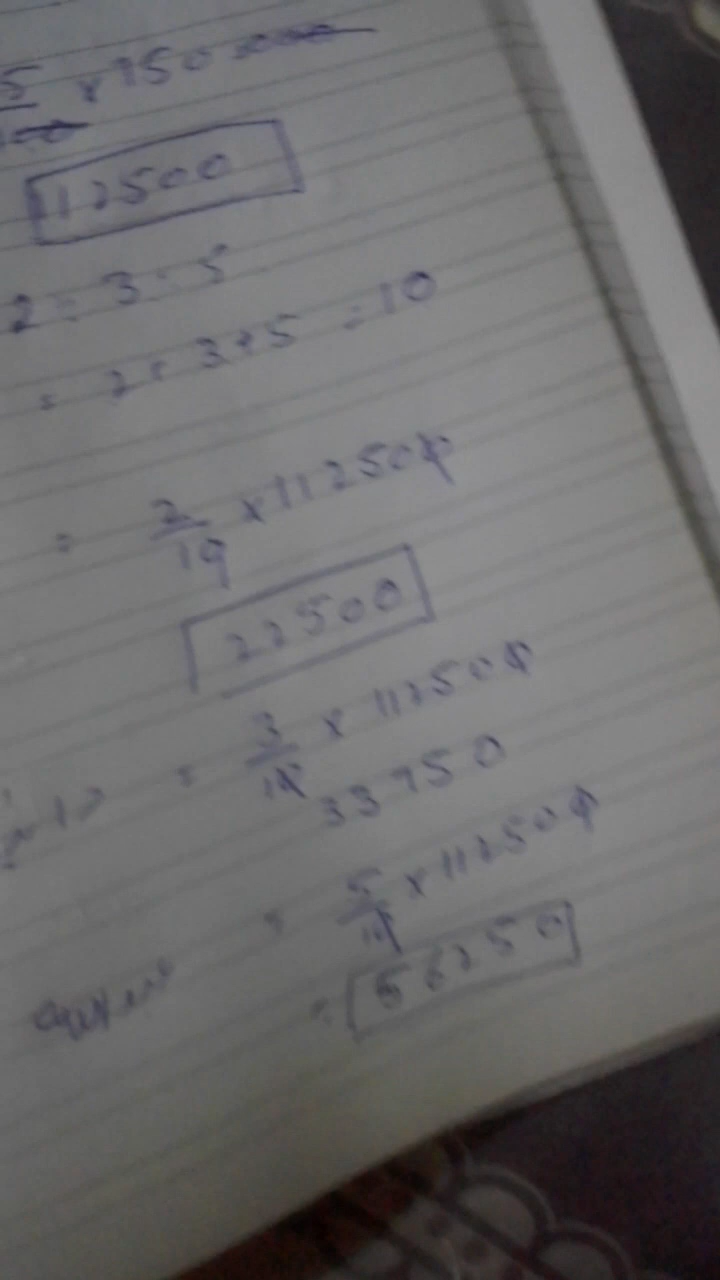 5/ × 150000
112500
2 : 3 : 5
= 2 + 3 + 5 = 10
= 2/10 × 112500
22500
= 3/10 × 112500
33750
= 5/10 × 112500
= 56250